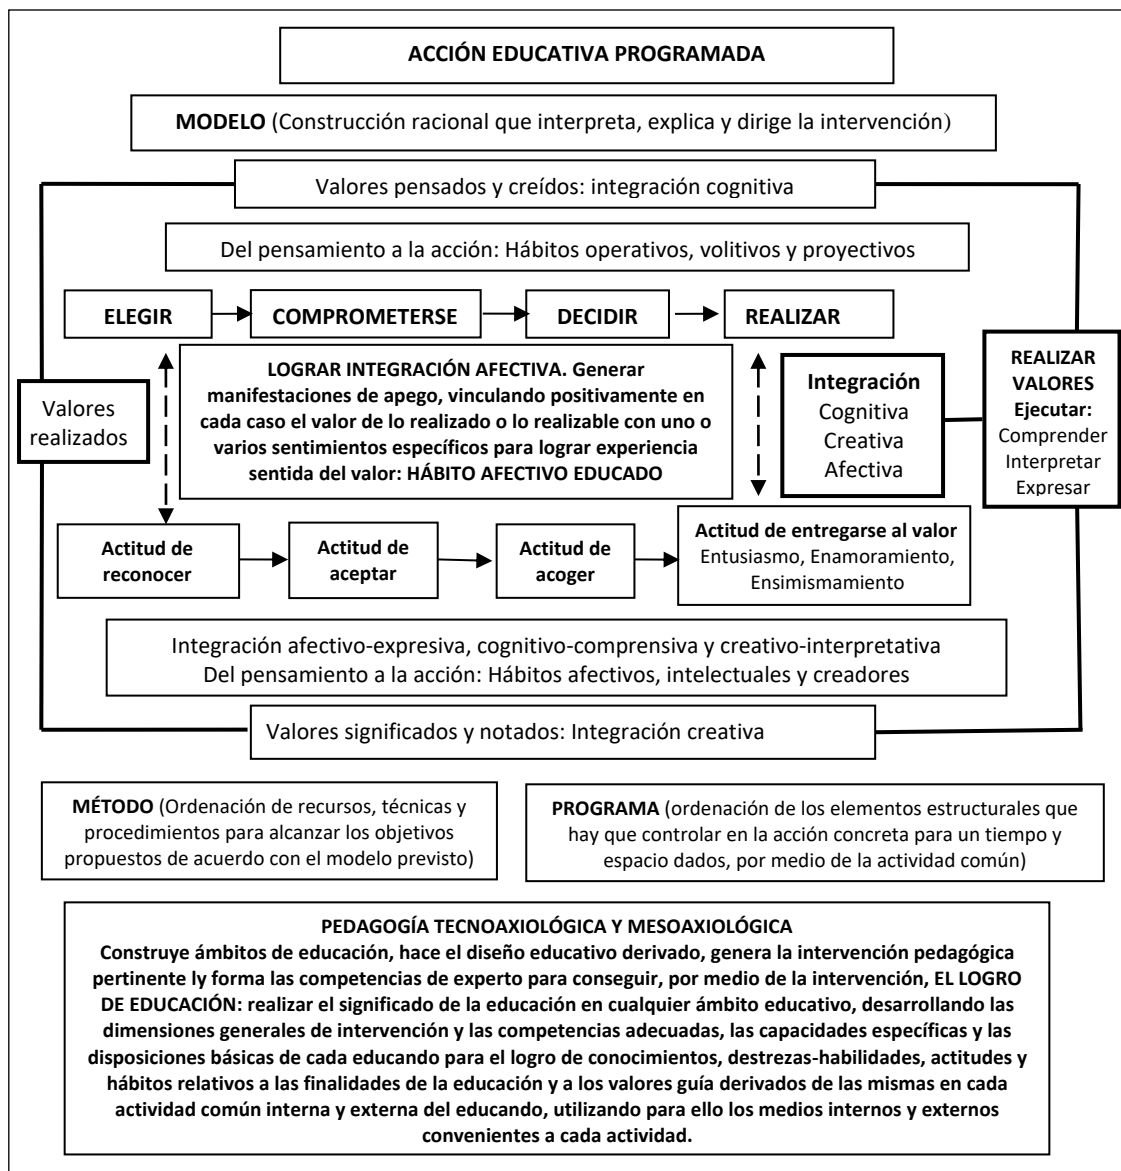 ACCIÓN EDUCATIVA PROGRAMADA
MODELO (Construcción racional que interpreta, explica y dirige la intervención)
Valores pensados y creídos: integración cognitiva
Del pensamiento a la acción: Hábitos operativos, volitivos y proyectivos
ELEGIR
COMPROMETERSE
DECIDIR
REALIZAR
LOGRAR INTEGRACIÓN AFECTIVA. Generar
manifestaciones de apego, vinculando positivamente
en cada caso el valor de lo realizado o lo realizable con uno o
varios sentimientos específicos para lograr experiencia
sentida del valor: HÁBITO AFECTIVO EDUCADO
Integración
Cognitiva
Creativa
Afectiva
REALIZAR
VALORES
Ejecutar:
Comprender
Interpretar
Expresar
Valores
realizados
Actitud de
reconocer
Actitud de
aceptar
Actitud de
acoger
Actitud de entregarse al valor
Entusiasmo, Enamoramiento,
Ensimismamiento
Integración afectivo-expresiva, cognitivo-comprensiva y creativo-interpretativa
Del pensamiento a la acción: Hábitos afectivos, intelectuales y creadores
Valores significados y notados: Integración creativa
MÉTODO (Ordenación de recursos, técnicas y
procedimientos para alcanzar los objetivos
propuestos de acuerdo con el modelo previsto)
PROGRAMA (ordenación de los elementos estructurales que
hay que controlar en la acción concreta para un tiempo y
espacio dados, por medio de la actividad común)
PEDAGOGÍA TECNOAXIOLÓGICA Y MESOAXIOLÓGICA
Construye ámbitos de educación, hace el diseño educativo derivado, genera la intervención pedagógica
pertinente ly forma las competencias de experto para conseguir, por medio de la intervención, EL LOGRO
DE EDUCACIÓN: realizar el significado de la educación en cualquier ámbito educativo, desarrollando las
dimensiones generales de intervención y las competencias adecuadas, las capacidades específicas y las
disposiciones básicas de cada educando para el logro de conocimientos, destrezas-habilidades, actitudes y
hábitos relativos a las finalidades de la educación y a los valores guía derivados de las mismas en cada
actividad común interna y externa del educando, utilizando para ello los medios internos y externos
convenientes a cada actividad.